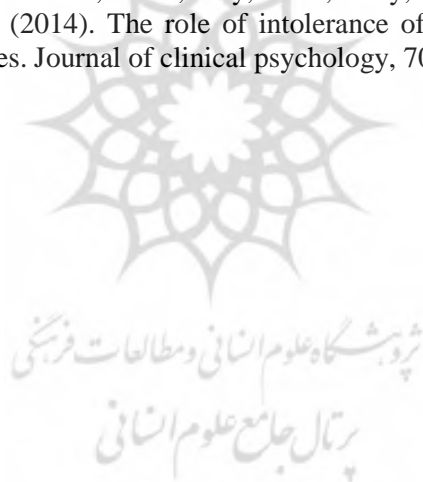 (2014). The role of intolerance of
es. Journal of clinical psychology, 70
پژوهشگاه علوم انسانی و مطالعات فرهنگی
پرتال جامع علوم انسانی